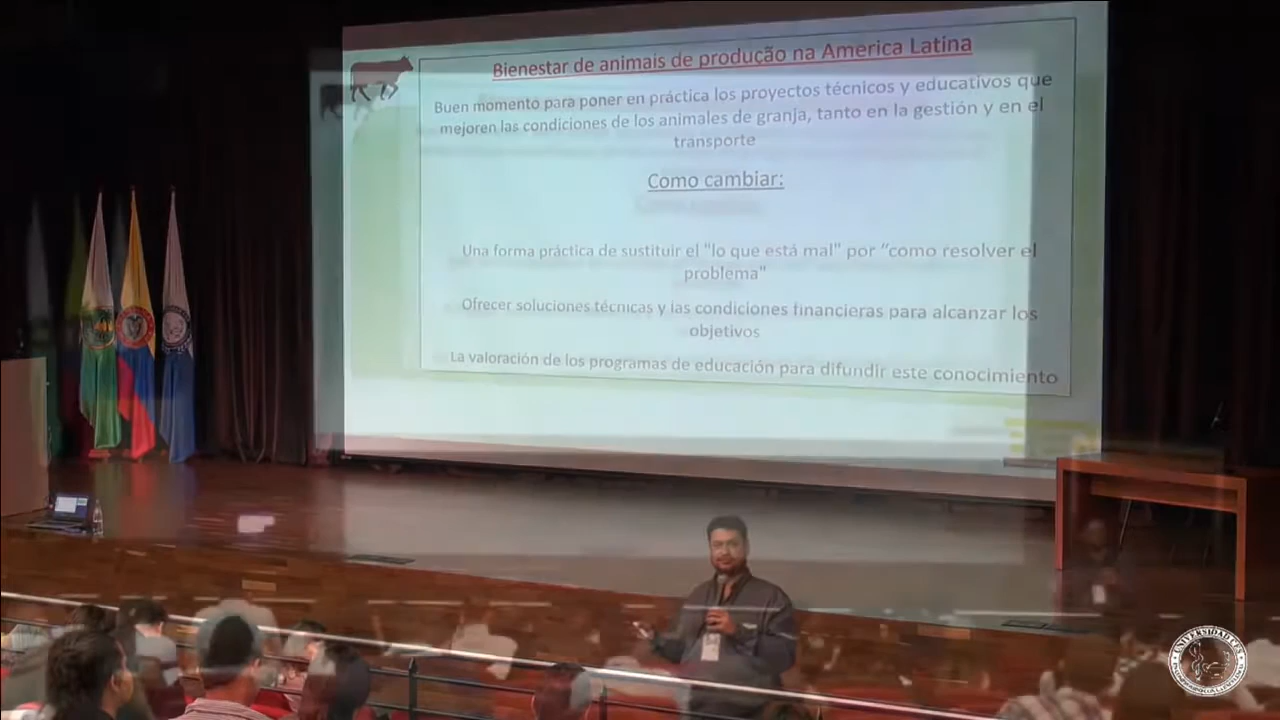 Bienestar de animais de produção na America Latina
Buen momento para poner en práctica los proyectos técnicos y educativos que
mejoren las condiciones de los animales de granja, tanto en la gestión y en el
transporte
Como cambiar:
Una forma práctica de sustituir el "lo que está mal" por "como resolver el
problema"
Ofrecer soluciones técnicas y las condiciones financieras para alcanzar los
objetivos
La valoración de los programas de educación para difundir este conocimiento